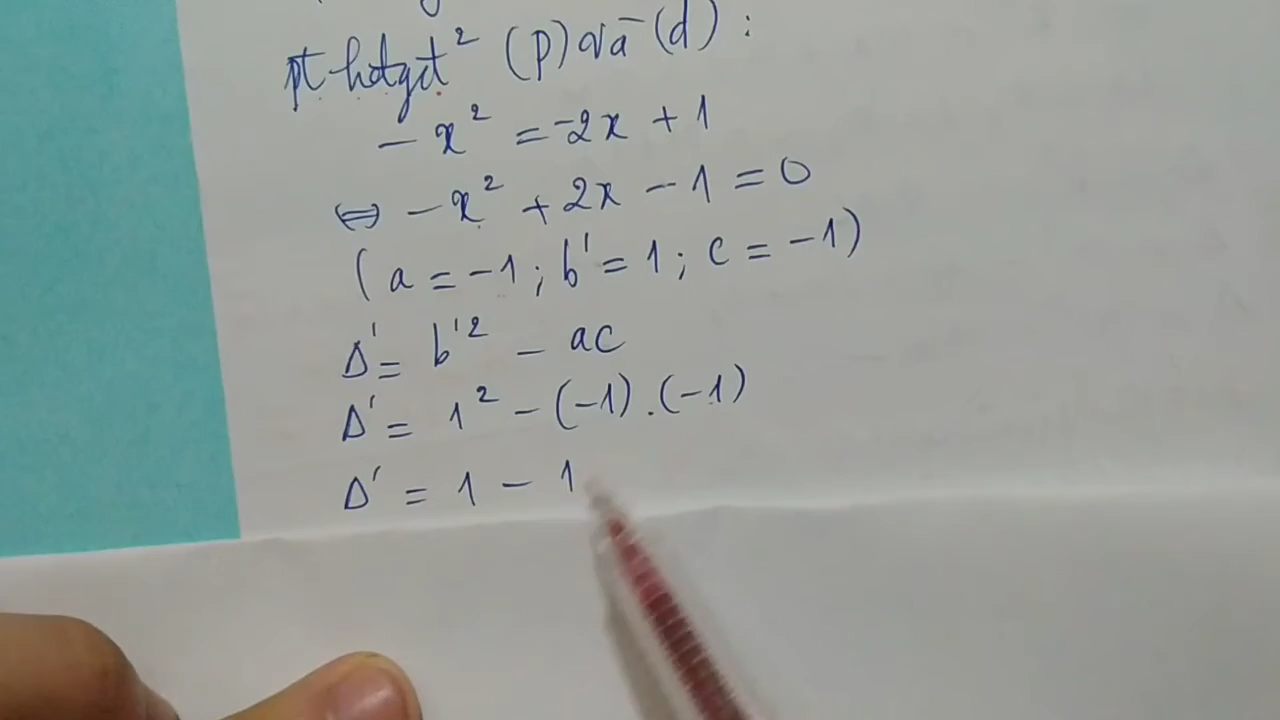 pt hđgđ² (P) và (d) :
- x² = -2x + 1
⇔ - x² + 2x - 1 = 0
( a = -1 ; b' = 1 ; c = -1 )
Δ' = b'² - ac
Δ' = 1² - (-1) . (-1)
Δ' = 1 - 1